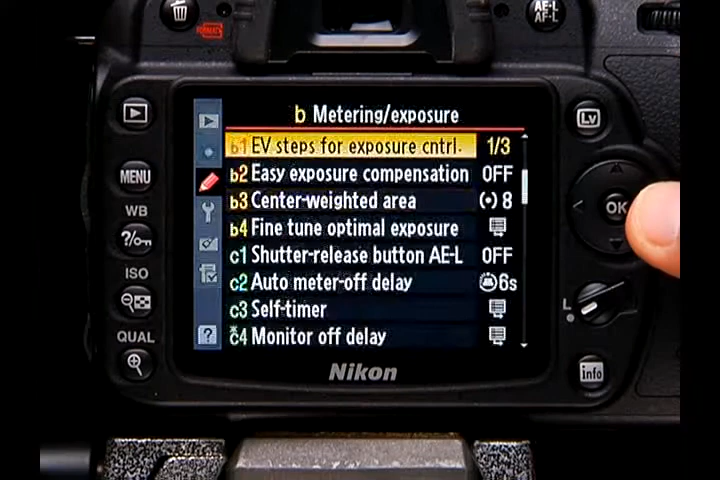 AE-L
AF-L
FORMAT
b Metering/exposure
b1 EV steps for exposure cntrl. 1/3
b2 Easy exposure compensation OFF
b3 Center-weighted area (•) 8
b4 Fine tune optimal exposure
c1 Shutter-release button AE-L OFF
c2 Auto meter-off delay 6s
c3 Self-timer
c4 Monitor off delay
Lv
MENU
WB
?
OK
ISO
L
QUAL
?
info
Nikon